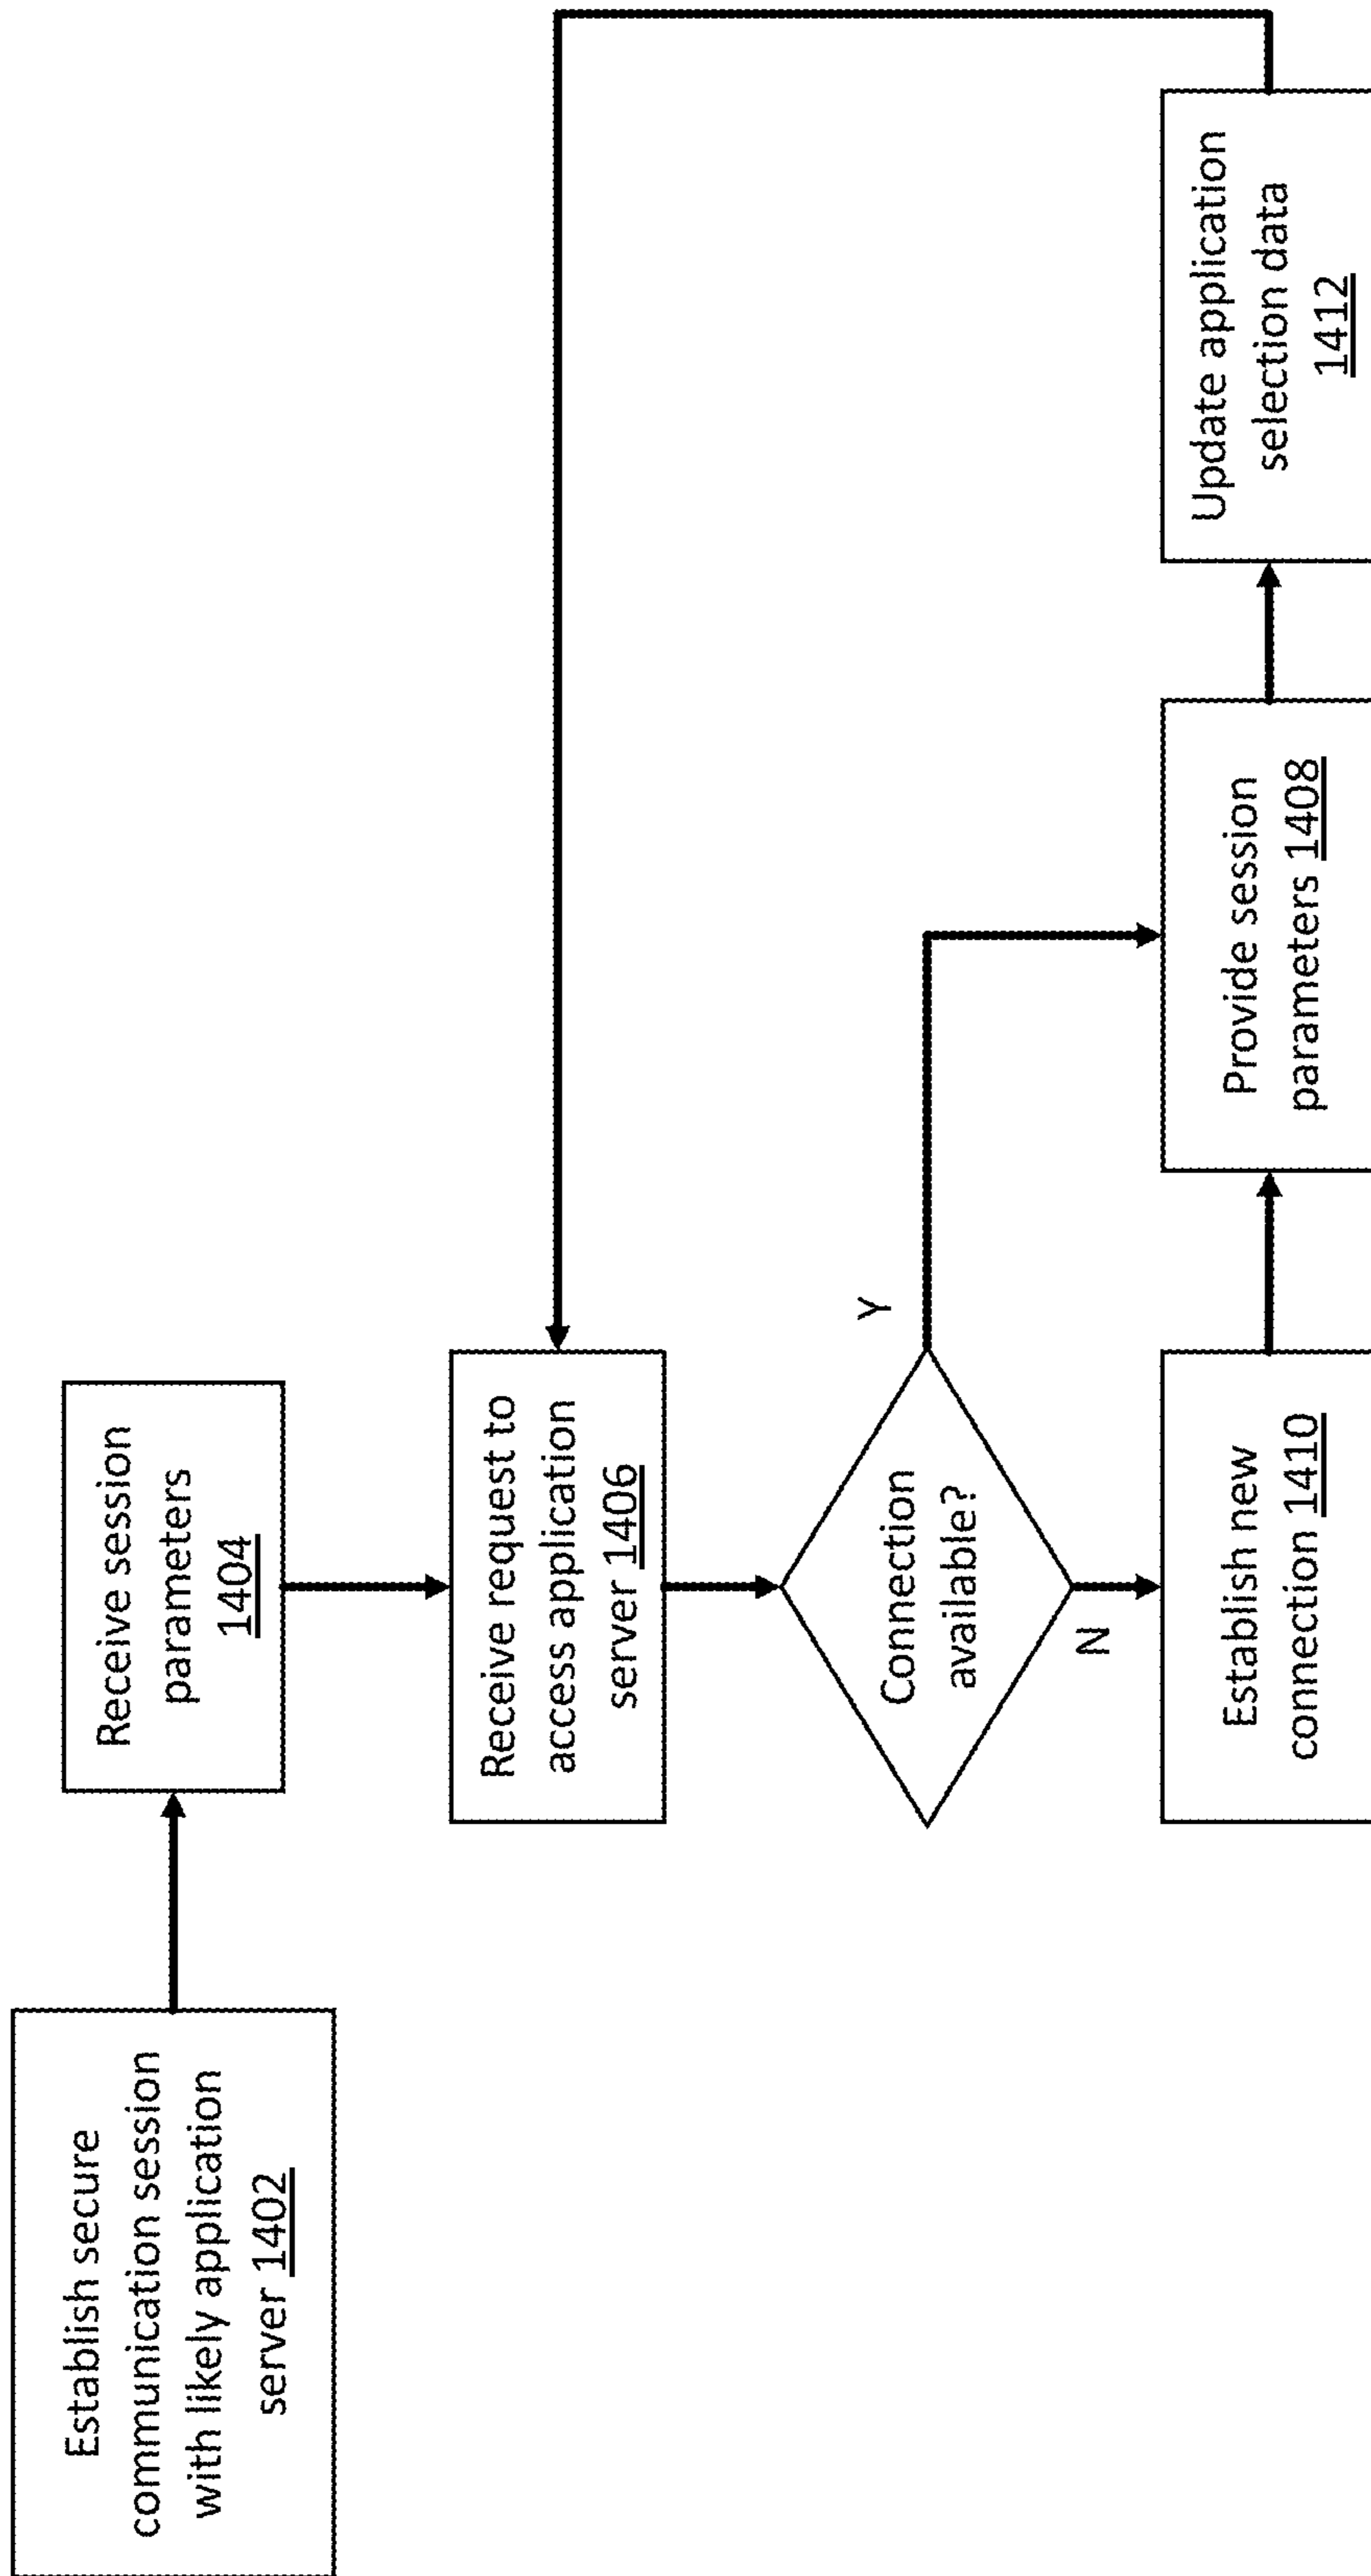 Establish secure
communication session
with likely application
server 1402
Receive session
parameters
1404
Receive request to
access application
server 1406
Connection
available?
Y
N
Establish new
connection 1410
Provide session
parameters 1408
Update application
selection data
1412